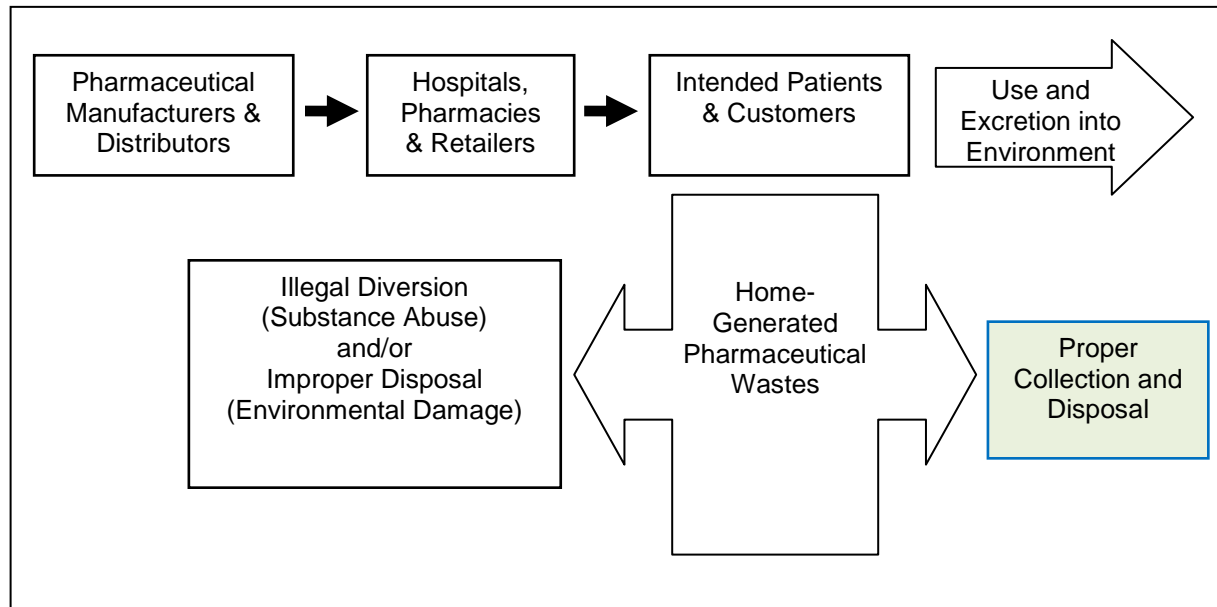 Pharmaceutical
Manufacturers &
Distributors
Hospitals,
Pharmacies
& Retailers
Intended Patients
& Customers
Use and
Excretion into
Environment
Illegal Diversion
(Substance Abuse)
and/or
Improper Disposal
(Environmental Damage)
Home-
Generated
Pharmaceutical
Wastes
Proper
Collection and
Disposal